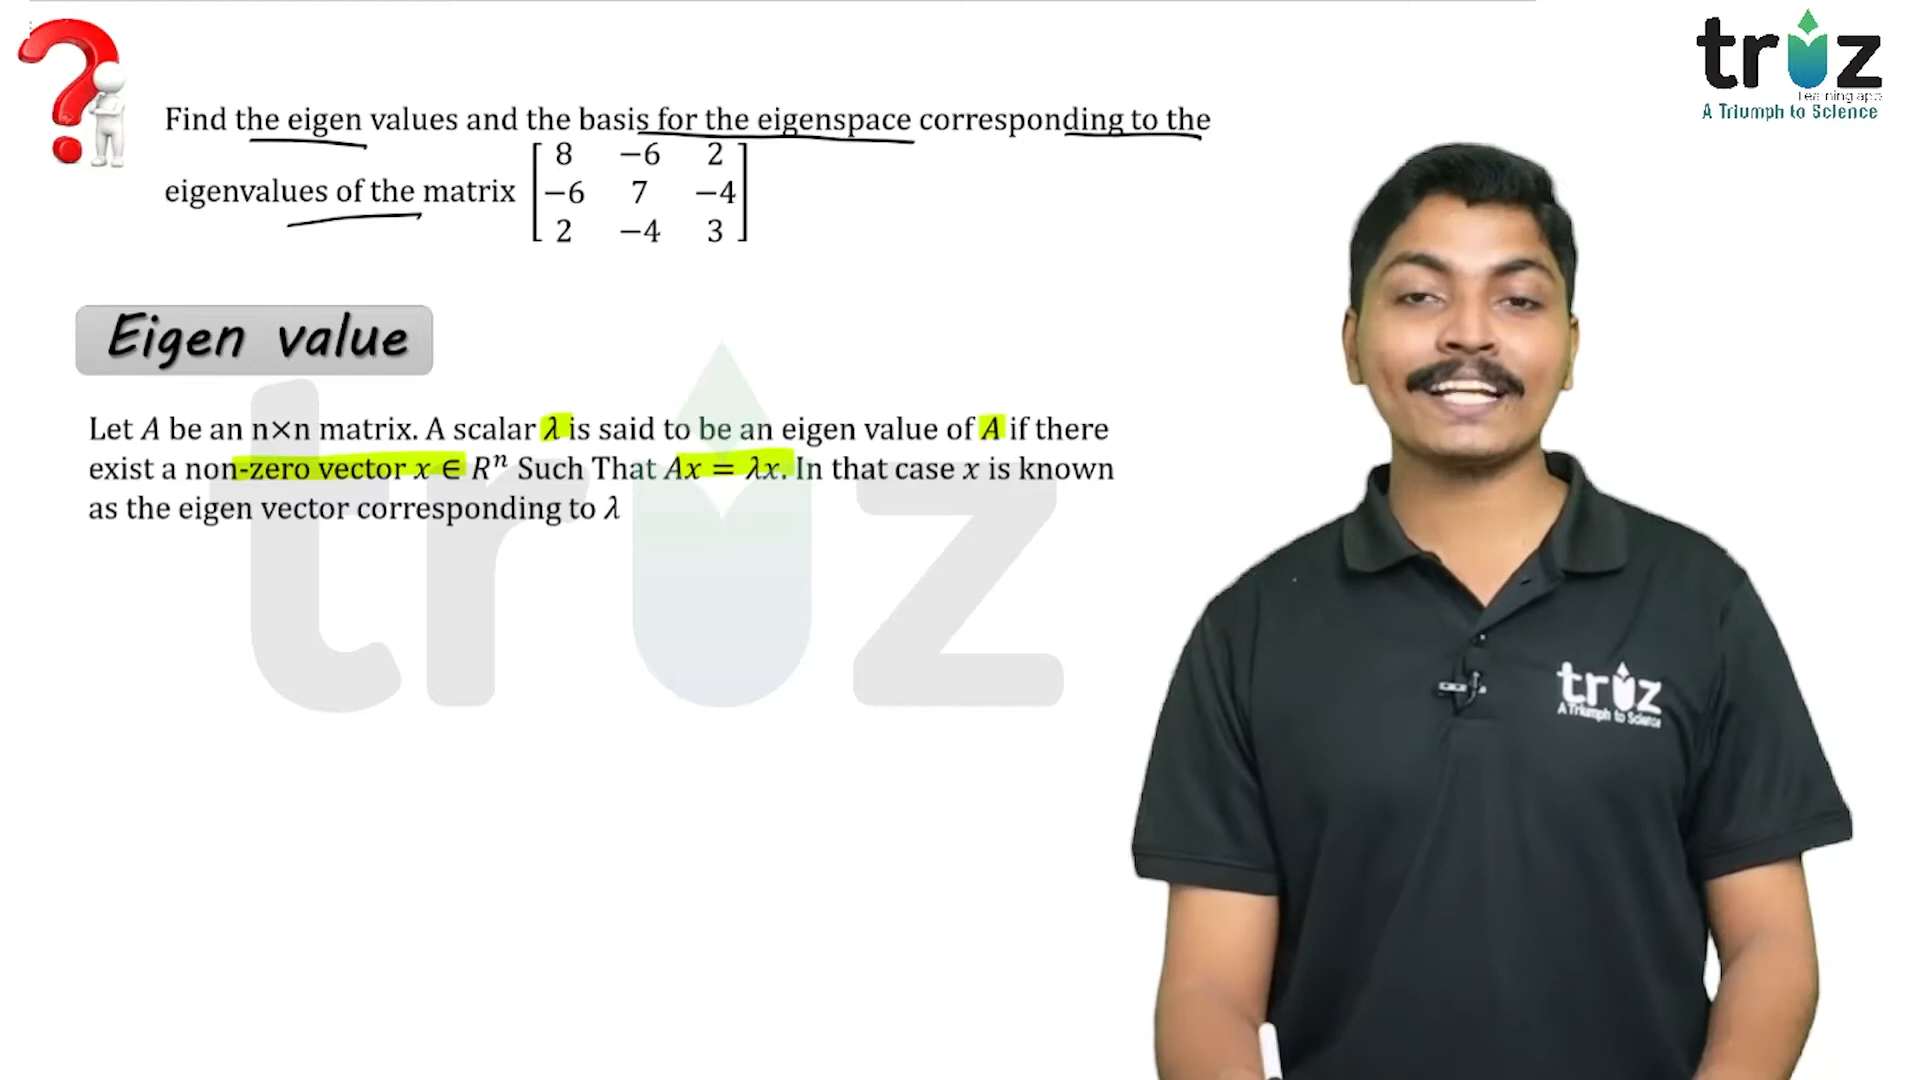 truz
Learning app
A Triumph to Science
Find the eigen values and the basis for the eigenspace corresponding to the
eigenvalues of the matrix
8 −6 2
−6 7 −4
2 −4 3
Eigen value
Let A be an n×n matrix. A scalar λ is said to be an eigen value of A if there
exist a non-zero vector x ∈ Rⁿ Such That Ax = λx. In that case x is known
as the eigen vector corresponding to λ
truz
truz
A Triumph to Science